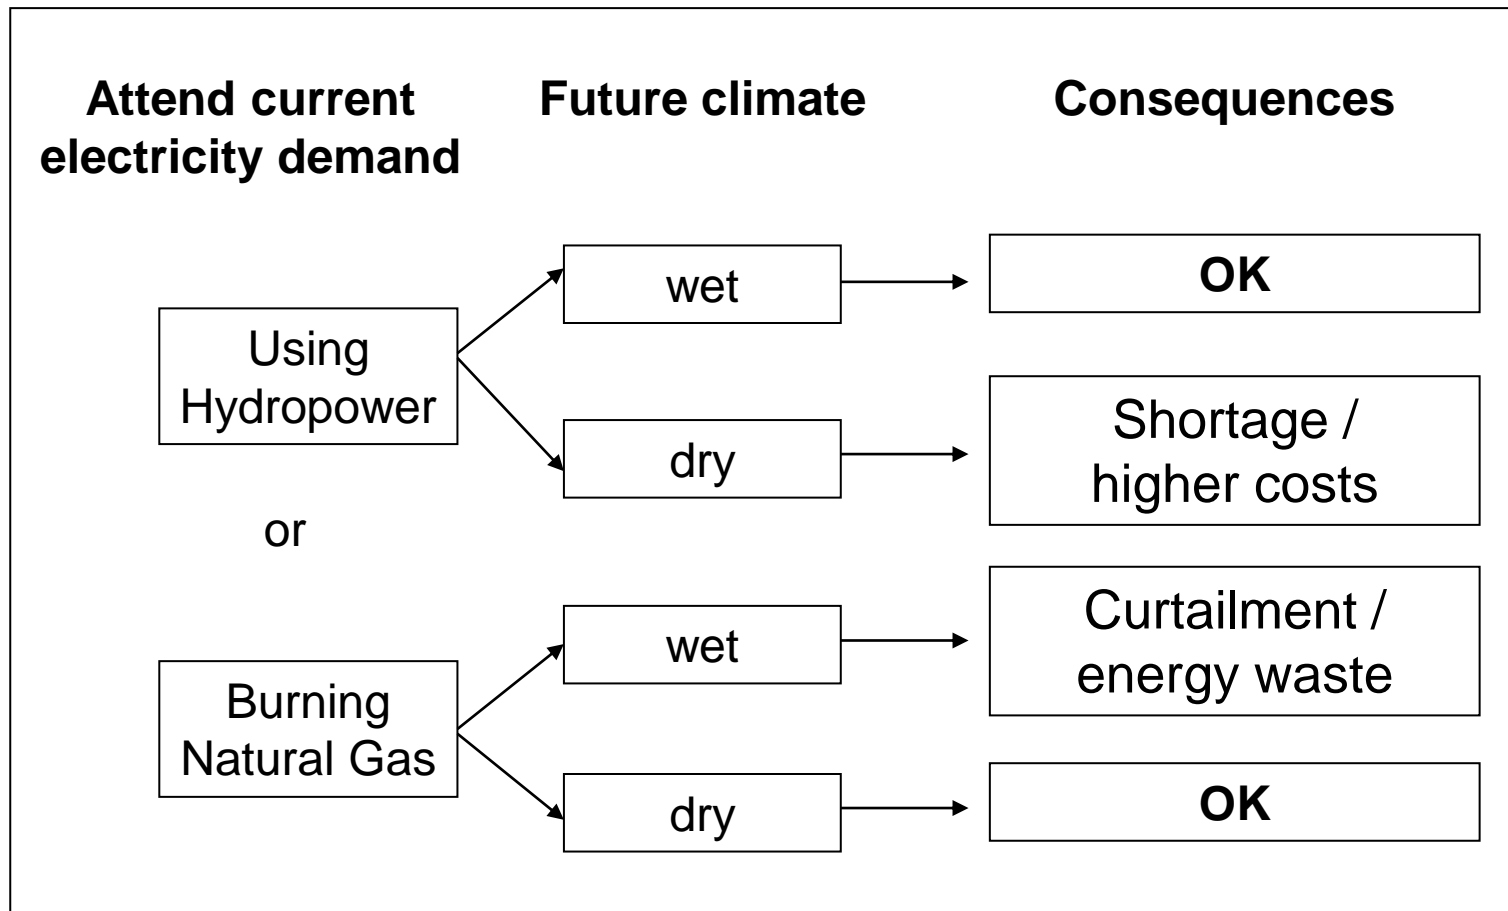 Attend current
electricity demand
Future climate
Consequences
Using
Hydropower
wet
OK
dry
Shortage /
higher costs
or
Burning
Natural Gas
wet
Curtailment /
energy waste
dry
OK